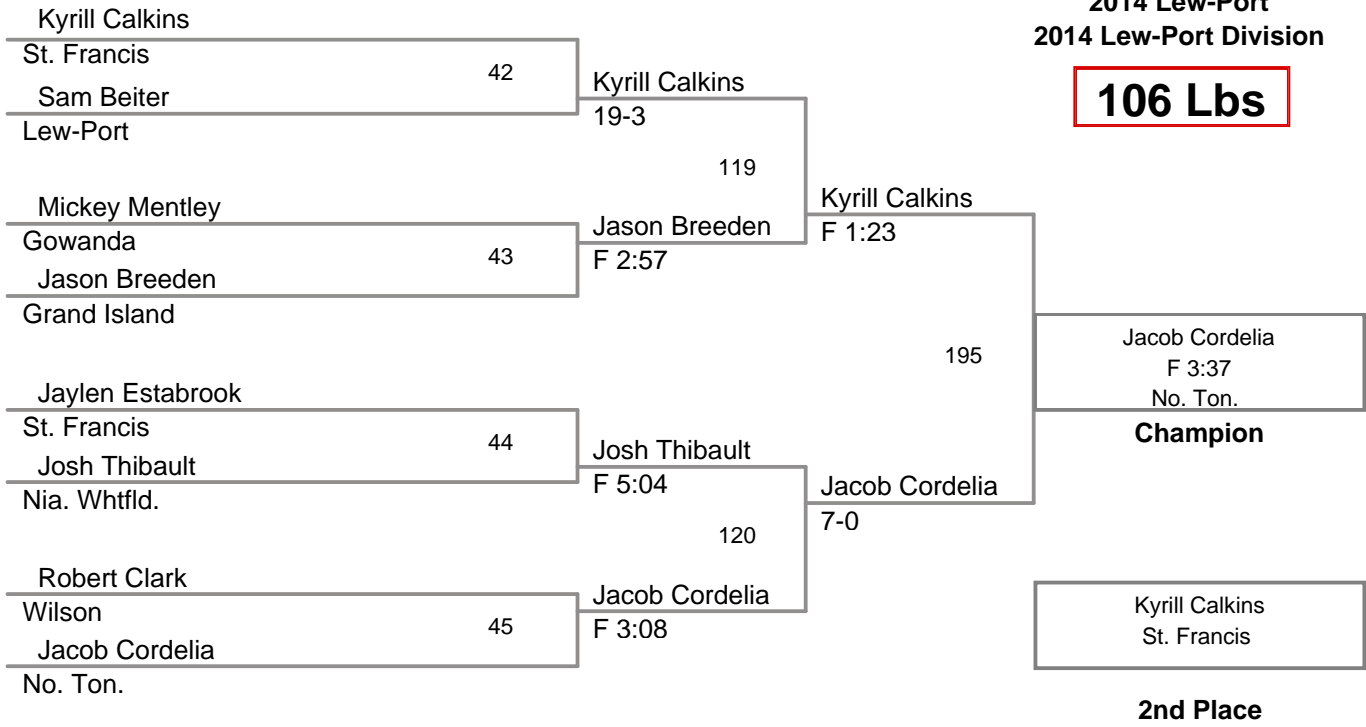 2014 Lew-Port
2014 Lew-Port Division
106 Lbs
Kyrill Calkins
St. Francis
42
Sam Beiter
Lew-Port
Kyrill Calkins
19-3
119
Mickey Mentley
Gowanda
43
Jason Breeden
Grand Island
Jason Breeden
F 2:57
Kyrill Calkins
F 1:23
195
Jaylen Estabrook
St. Francis
44
Josh Thibault
Nia. Whtfld.
Josh Thibault
F 5:04
120
Robert Clark
Wilson
45
Jacob Cordelia
No. Ton.
Jacob Cordelia
F 3:08
Jacob Cordelia
7-0
Jacob Cordelia
F 3:37
No. Ton.
Champion
Kyrill Calkins
St. Francis
2nd Place